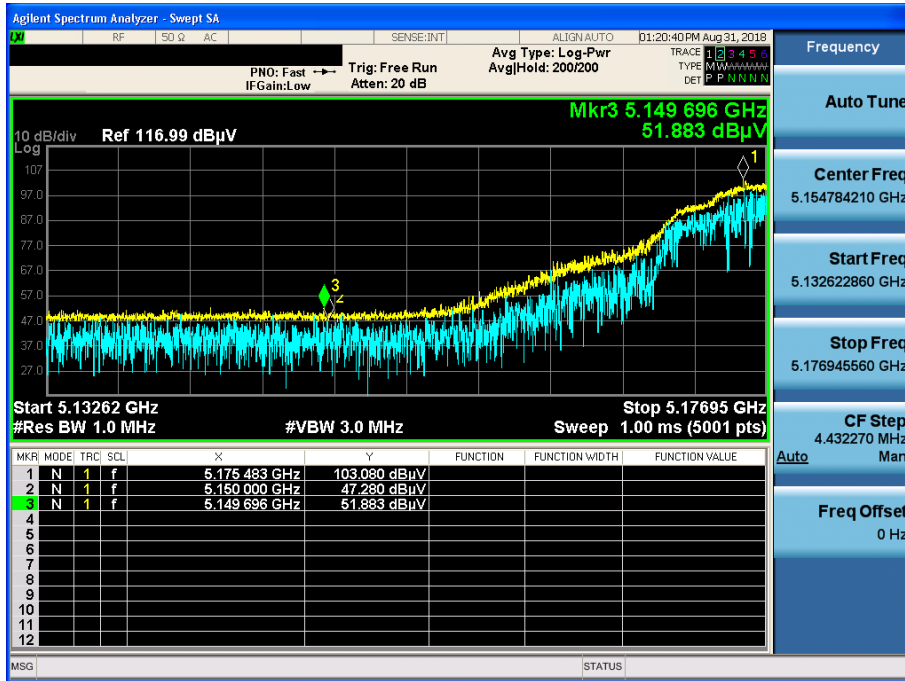 Agilent Spectrum Analyzer - Swept SA
LXI RF 50 Ω AC SENSE:INT ALIGN AUTO 01:20:40 PM Aug 31, 2018
PNO: Fast Trig: Free Run Avg Type: Log-Pwr TRACE 1 2 3 4 5 6
IFGain:Low Atten: 20 dB Avg|Hold: 200/200 TYPE M W
DET P P N N N N
Mkr3 5.149 696 GHz
51.883 dBµV
10 dB/div Ref 116.99 dBµV
Log
107
97.0
87.0
77.0
67.0
57.0
47.0
37.0
27.0
1
3
2
Start 5.13262 GHz Stop 5.17695 GHz
#Res BW 1.0 MHz #VBW 3.0 MHz Sweep 1.00 ms (5001 pts)
MKR MODE TRC SCL X Y FUNCTION FUNCTION WIDTH FUNCTION VALUE
1 N 1 f 5.175 483 GHz 103.080 dBµV
2 N 1 f 5.150 000 GHz 47.280 dBµV
3 N 1 f 5.149 696 GHz 51.883 dBµV
4
5
6
7
8
9
10
11
12
MSG STATUS
Frequency
Auto Tune
Center Freq
5.154784210 GHz
Start Freq
5.132622860 GHz
Stop Freq
5.176945560 GHz
CF Step
4.432270 MHz
Auto Man
Freq Offset
0 Hz